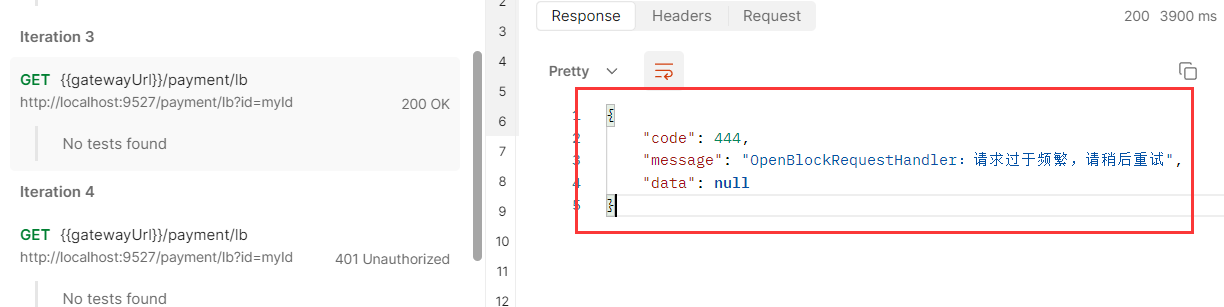 Iteration 3
GET {{gatewayUrl}}/payment/lb
http://localhost:9527/payment/lb?id=myId
200 OK
No tests found
Iteration 4
GET {{gatewayUrl}}/payment/lb
http://localhost:9527/payment/lb?id=myId
401 Unauthorized
No tests found
2
3
4
5
6
7
8
9
10
11
12
Response Headers Request
200 3900 ms
Pretty
1 {
2 "code": 444,
3 "message": "OpenBlockRequestHandler：请求过于频繁，请稍后重试",
4 "data": null
5 }